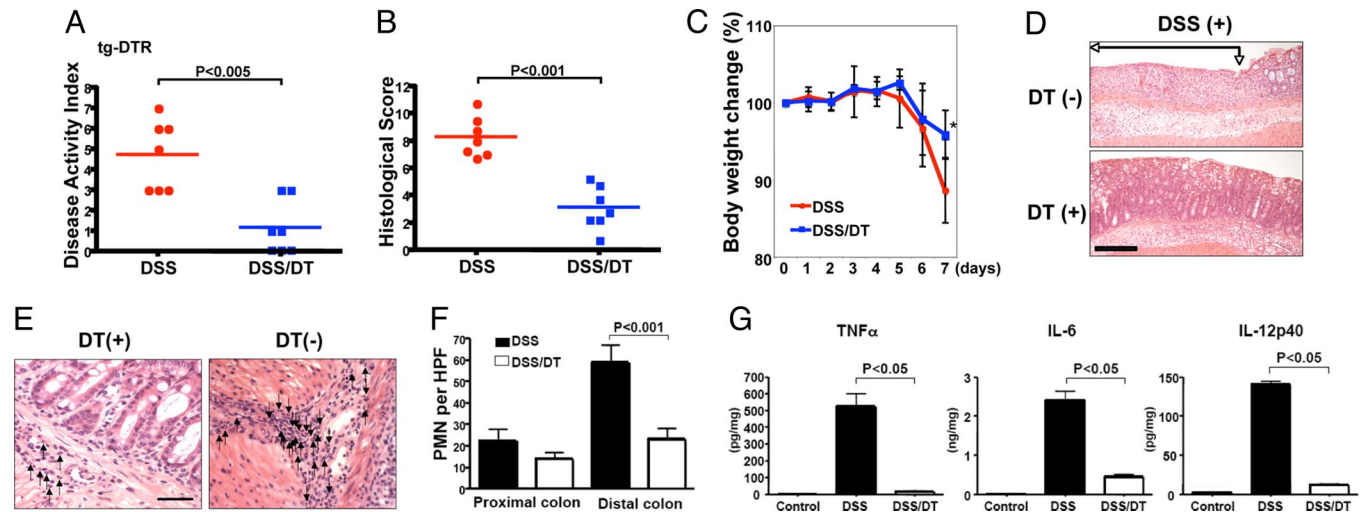 A
tg-DTR
P<0.005
Disease Activity Index
8
7
6
5
4
3
2
1
0
DSS
DSS/DT
B
P<0.001
Histological Score
12
10
8
6
4
2
0
DSS
DSS/DT
C
Body weight change (%)
110
100
90
80
*
DSS
DSS/DT
0 1 2 3 4 5 6 7 (days)
D
DSS (+)
DT (-)
DT (+)
E
DT(+)
DT(-)
F
PMN per HPF
70
60
50
40
30
20
10
0
DSS
DSS/DT
P<0.001
Proximal colon
Distal colon
G
TNFα
P<0.05
(pg/mg)
700
600
500
400
300
200
100
0
Control
DSS
DSS/DT
IL-6
P<0.05
(ng/mg)
3
2
1
0
Control
DSS
DSS/DT
IL-12p40
P<0.05
(pg/mg)
150
100
50
0
Control
DSS
DSS/DT